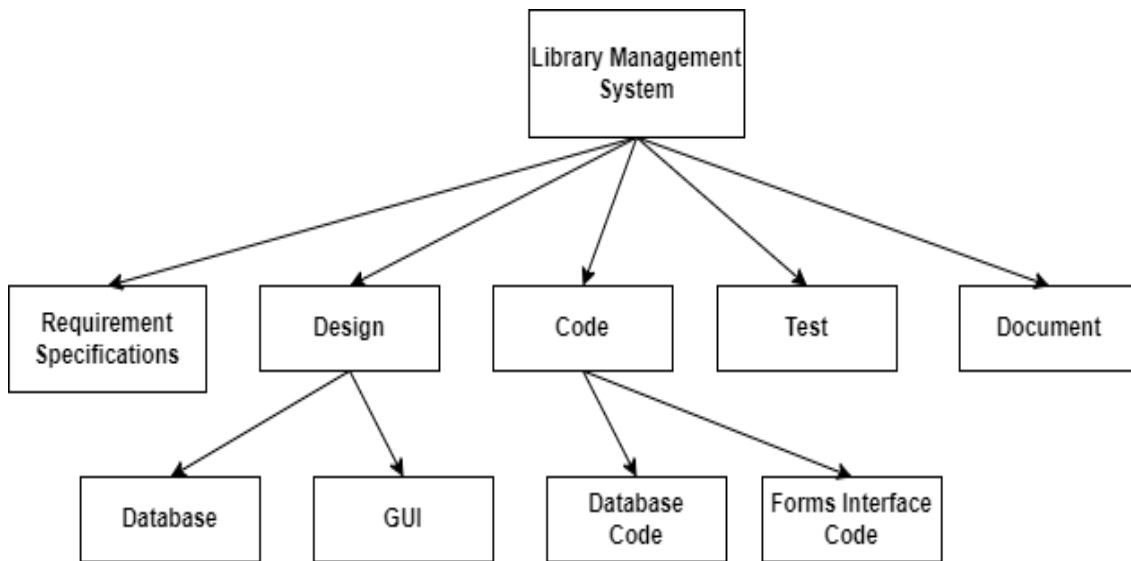 Library Management
System
Requirement
Specifications
Design
Code
Test
Document
Database
GUI
Database
Code
Forms Interface
Code